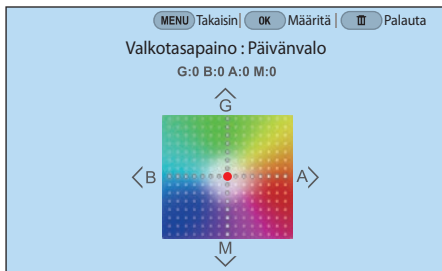 MENU Takaisin| OK Määritä | Palauta
Valkotasapaino : Päivänvalo
G:0 B:0 A:0 M:0
G
B A
M